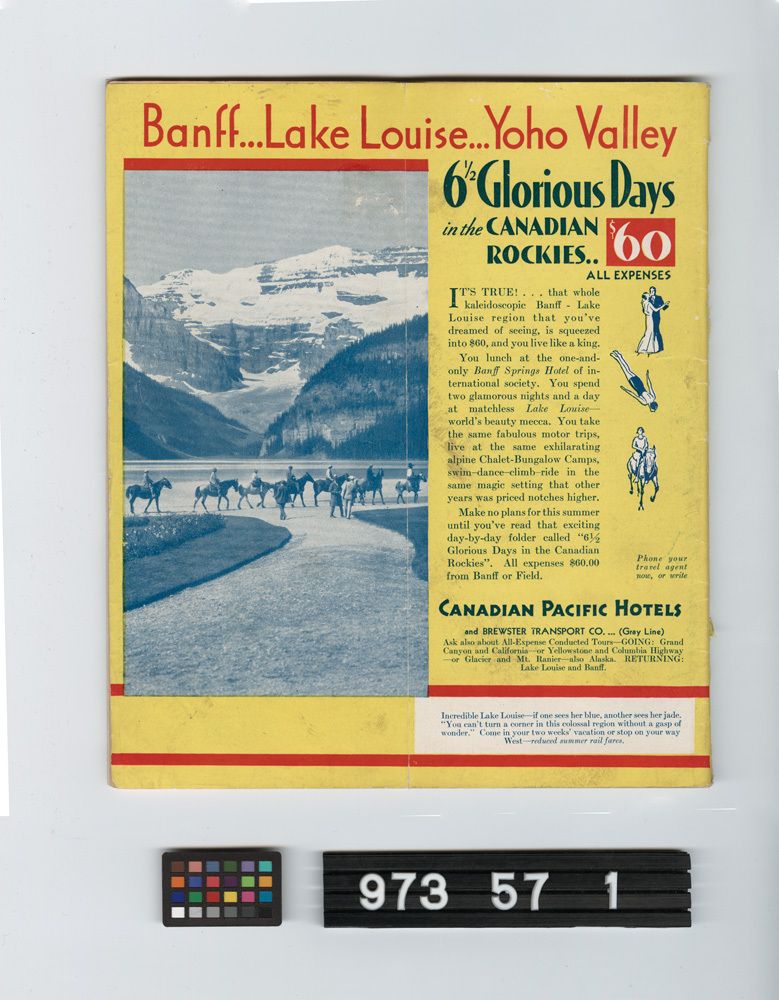 Banff...Lake Louise...Yoho Valley
6½ Glorious Days
in the CANADIAN
ROCKIES.. $60
ALL EXPENSES
IT'S TRUE! . . . that whole
kaleidoscopic Banff - Lake
Louise region that you've
dreamed of seeing, is squeezed
into $60, and you live like a king.
You lunch at the one-and-
only Banff Springs Hotel of in-
ternational society. You spend
two glamorous nights and a day
at matchless Lake Louise—
world's beauty mecca. You take
the same fabulous motor trips,
live at the same exhilarating
alpine Chalet-Bungalow Camps,
swim–dance–climb–ride in the
same magic setting that other
years was priced notches higher.
Make no plans for this summer
until you've read that exciting
day-by-day folder called "6½
Glorious Days in the Canadian
Rockies". All expenses $60.00
from Banff or Field.
Phone your
travel agent
now, or write
CANADIAN PACIFIC HOTELS
and BREWSTER TRANSPORT CO. ... (Gray Line)
Ask also about All-Expense Conducted Tours—GOING: Grand
Canyon and California—or Yellowstone and Columbia Highway
—or Glacier and Mt. Ranier—also Alaska. RETURNING:
Lake Louise and Banff.
Incredible Lake Louise—if one sees her blue, another sees her jade.
"You can't turn a corner in this colossal region without a gasp of
wonder." Come in your two weeks' vacation or stop on your way
West—reduced summer rail fares.
973 57 1